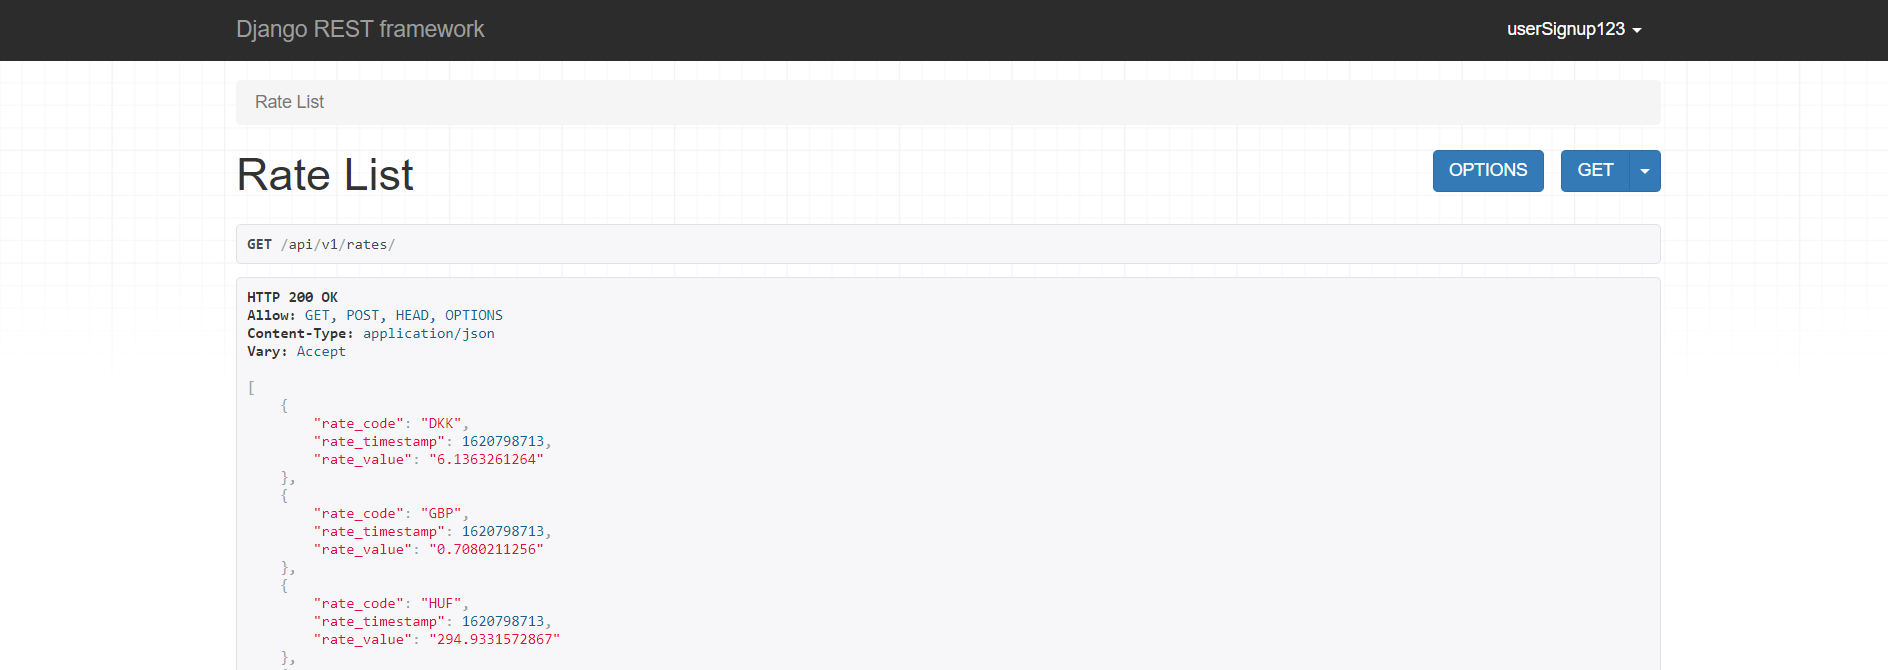 Django REST framework
userSignup123
Rate List
Rate List
OPTIONS
GET
GET /api/v1/rates/
HTTP 200 OK
Allow: GET, POST, HEAD, OPTIONS
Content-Type: application/json
Vary: Accept
[
    {
        "rate_code": "DKK",
        "rate_timestamp": 1620798713,
        "rate_value": "6.1363261264"
    },
    {
        "rate_code": "GBP",
        "rate_timestamp": 1620798713,
        "rate_value": "0.7080211256"
    },
    {
        "rate_code": "HUF",
        "rate_timestamp": 1620798713,
        "rate_value": "294.9331572867"
    },